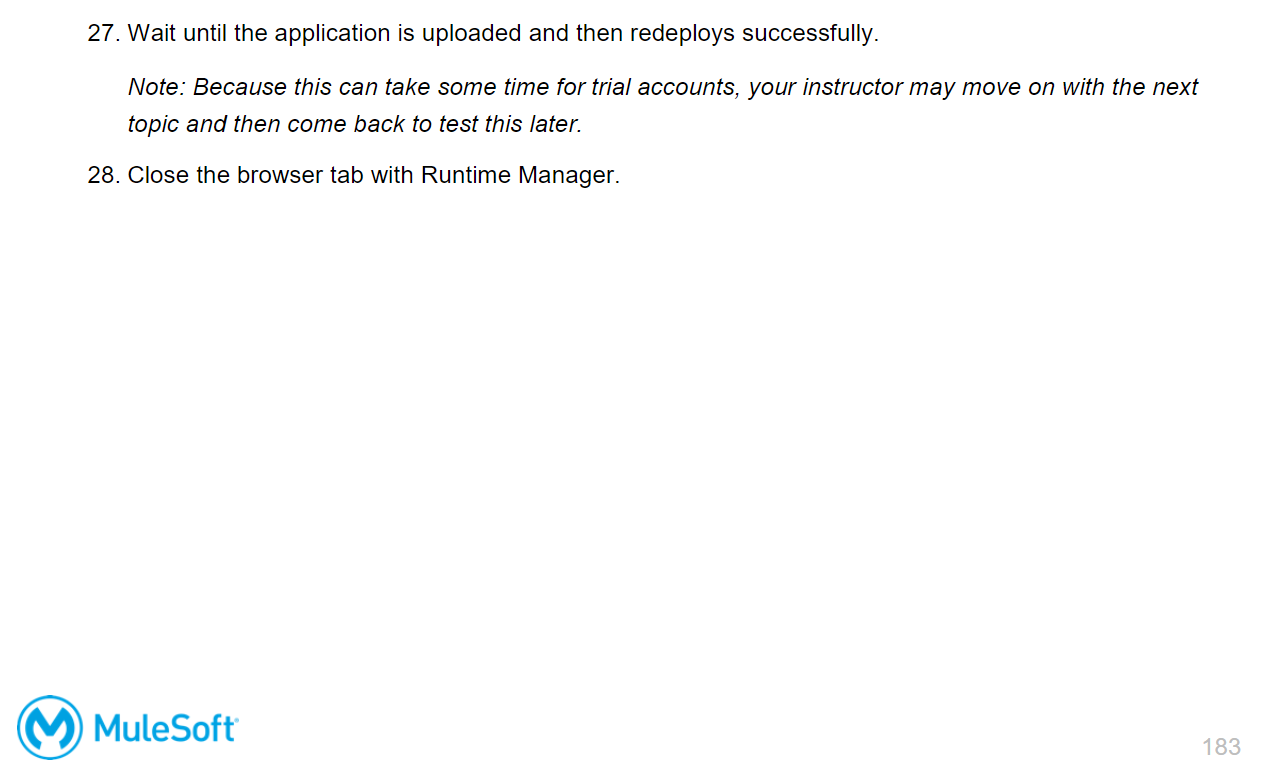 27. Wait until the application is uploaded and then redeploys successfully.
Note: Because this can take some time for trial accounts, your instructor may move on with the next
topic and then come back to test this later.
28. Close the browser tab with Runtime Manager.
MuleSoft
183